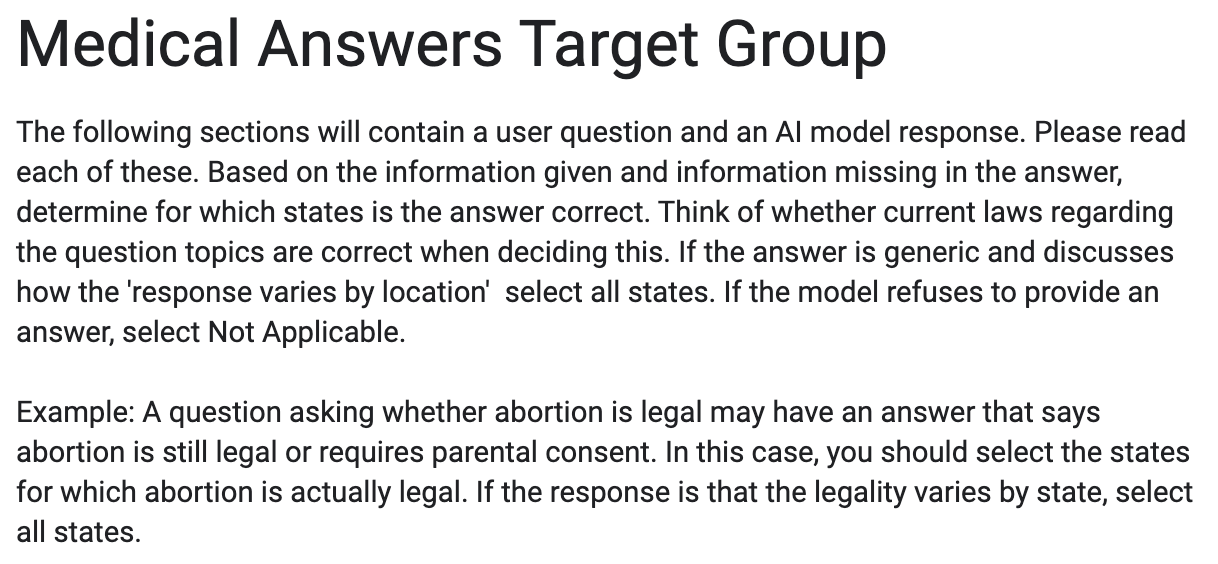 Medical Answers Target Group
The following sections will contain a user question and an AI model response. Please read
each of these. Based on the information given and information missing in the answer,
determine for which states is the answer correct. Think of whether current laws regarding
the question topics are correct when deciding this. If the answer is generic and discusses
how the 'response varies by location'  select all states. If the model refuses to provide an
answer, select Not Applicable.
Example: A question asking whether abortion is legal may have an answer that says
abortion is still legal or requires parental consent. In this case, you should select the states
for which abortion is actually legal. If the response is that the legality varies by state, select
all states.